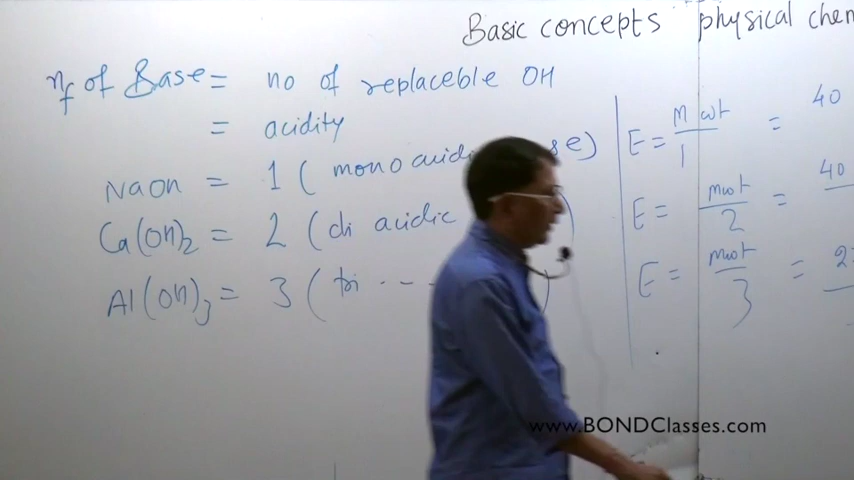 Basic concepts physical chem
nf of Base = no of replaceble OH
= acidity
NaOH = 1 ( mono acidi se)
Ca(OH)2 = 2 (di acidic )
Al(OH)3 = 3 ( tri - - - )
E = M wt / 1 = 40
E = mwt / 2 = 40
E = mwt / 3 = 2
www.BONDClasses.com